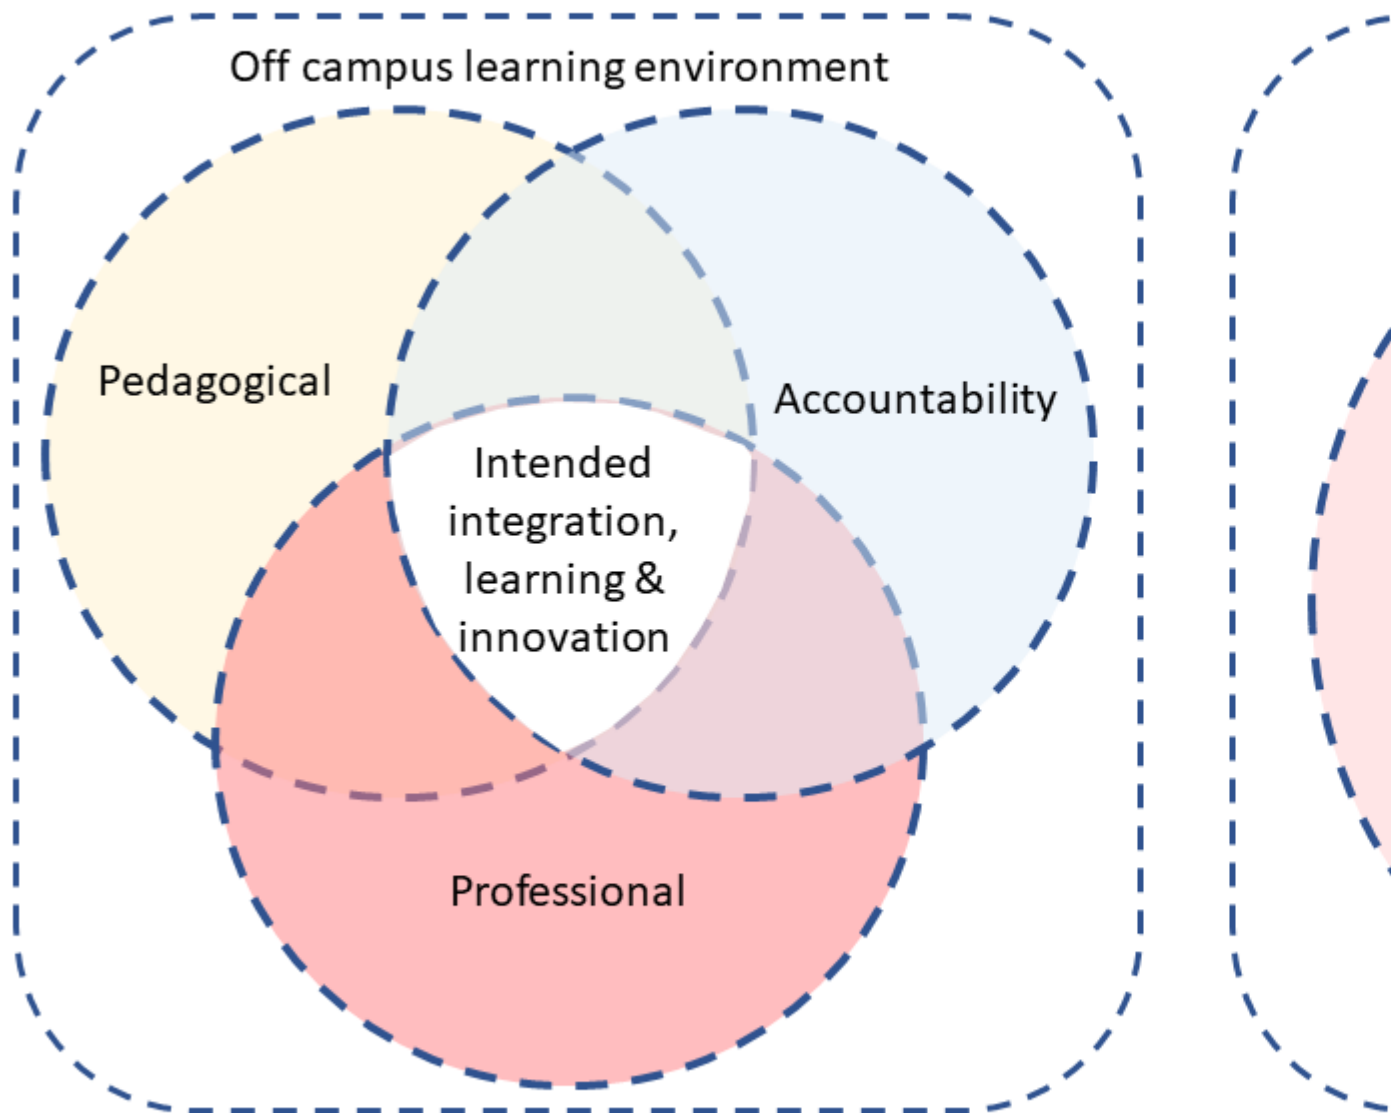 Off campus learning environment
Pedagogical
Accountability
Intended
integration,
learning &
innovation
Professional